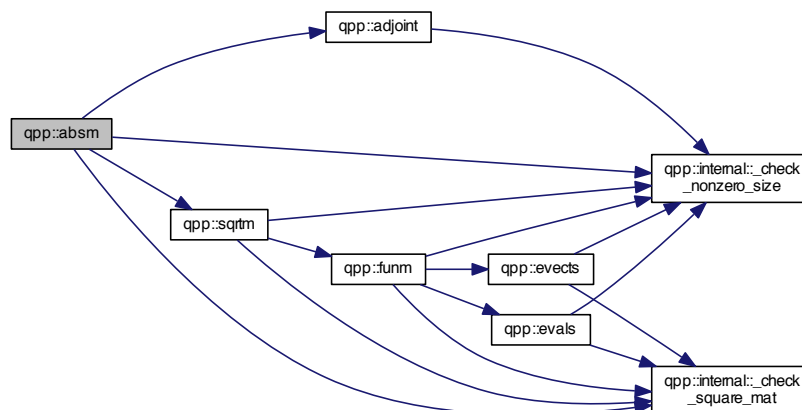 qpp::adjoint
qpp::absm
qpp::internal::_check
_nonzero_size
qpp::sqrtm
qpp::funm
qpp::evects
qpp::evals
qpp::internal::_check
_square_mat